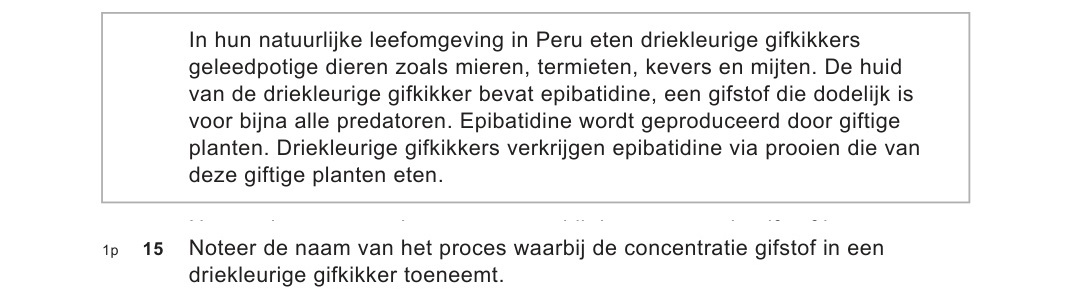 In hun natuurlijke leefomgeving in Peru eten driekleurige gifkikkers
geleedpotige dieren zoals mieren, termieten, kevers en mijten. De huid
van de driekleurige gifkikker bevat epibatidine, een gifstof die dodelijk is
voor bijna alle predatoren. Epibatidine wordt geproduceerd door giftige
planten. Driekleurige gifkikkers verkrijgen epibatidine via prooien die van
deze giftige planten eten.
1p 15 Noteer de naam van het proces waarbij de concentratie gifstof in een
driekleurige gifkikker toeneemt.